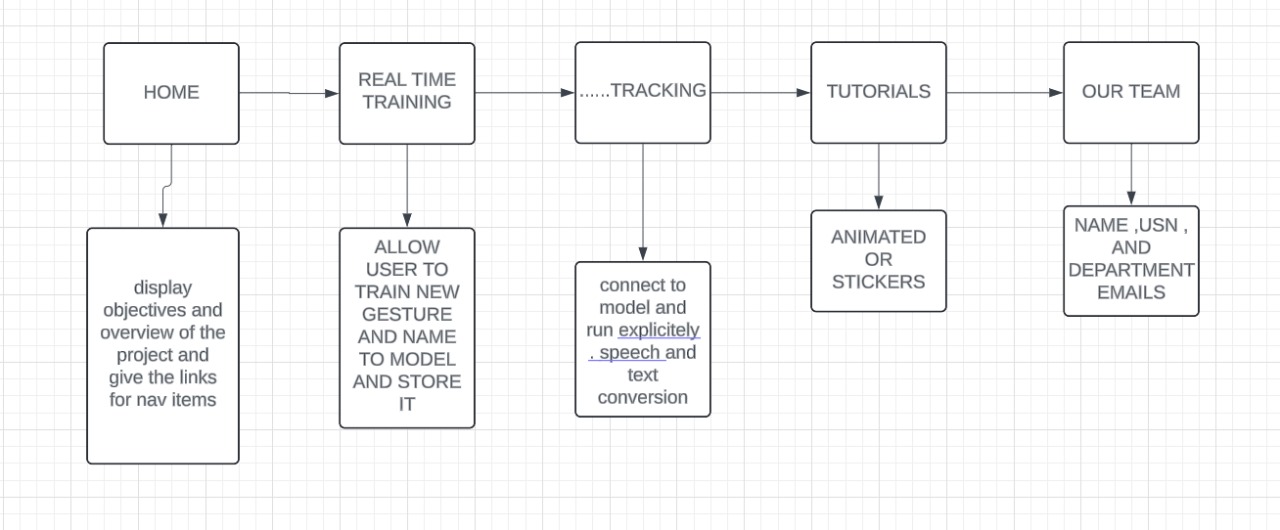 HOME
REAL TIME
TRAINING
......TRACKING
TUTORIALS
OUR TEAM
display
objectives and
overview of the
project and
give the links
for nav items
ALLOW
USER TO
TRAIN NEW
GESTURE
AND NAME
TO MODEL
AND STORE
IT
connect to
model and
run explicitely
. speech and
text
conversion
ANIMATED
OR
STICKERS
NAME ,USN ,
AND
DEPARTMENT
EMAILS